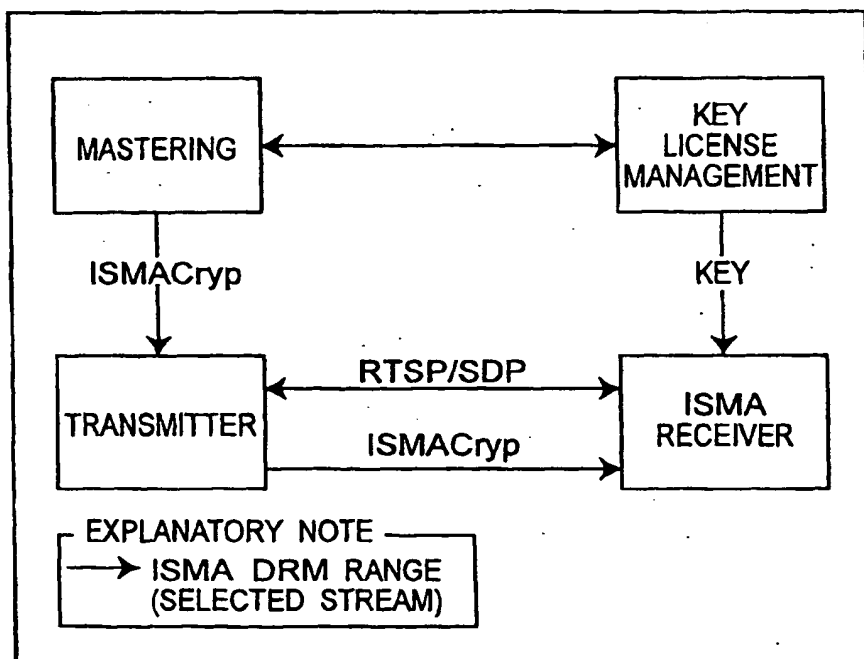 MASTERING
KEY
LICENSE
MANAGEMENT
ISMACryp
KEY
RTSP/SDP
TRANSMITTER
ISMACryp
ISMA
RECEIVER
EXPLANATORY NOTE
ISMA DRM RANGE
(SELECTED STREAM)